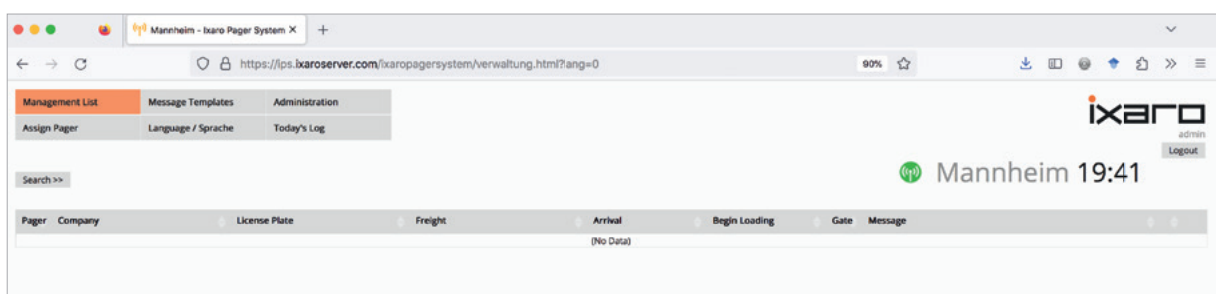 Mannheim - Ixaro Pager System
https://ips.ixaroserver.com/ixaropagersystem/verwaltung.html?ang=0
90%
Management List Message Templates Administration
Assign Pager Language / Sprache Today's Log
ixaro
admin
Logout
Mannheim 19:41
Search >>
Pager Company License Plate Freight Arrival Begin Loading Gate Message
(No Data)